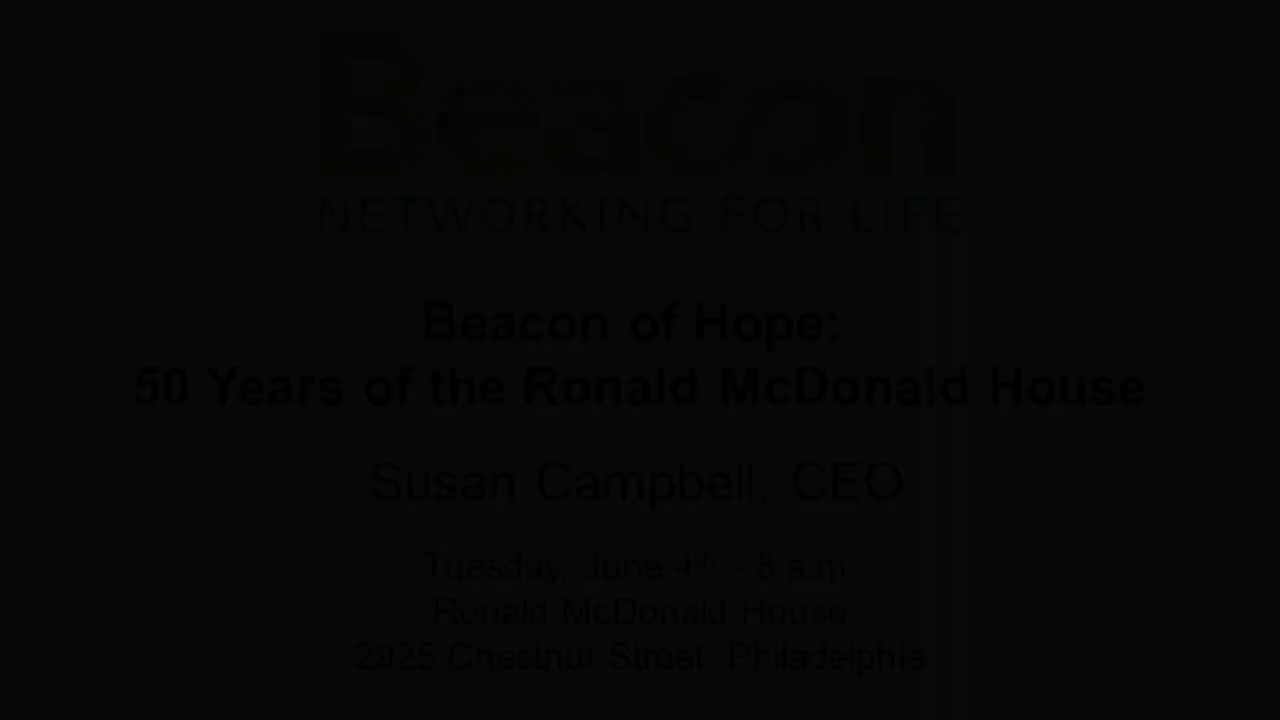 Beacon
NETWORKING FOR LIFE
Beacon of Hope:
50 Years of the Ronald McDonald House
Susan Campbell, CEO
Tuesday, June 4th - 8 a.m
Ronald McDonald House
2925 Chestnut Street, Philadelphia